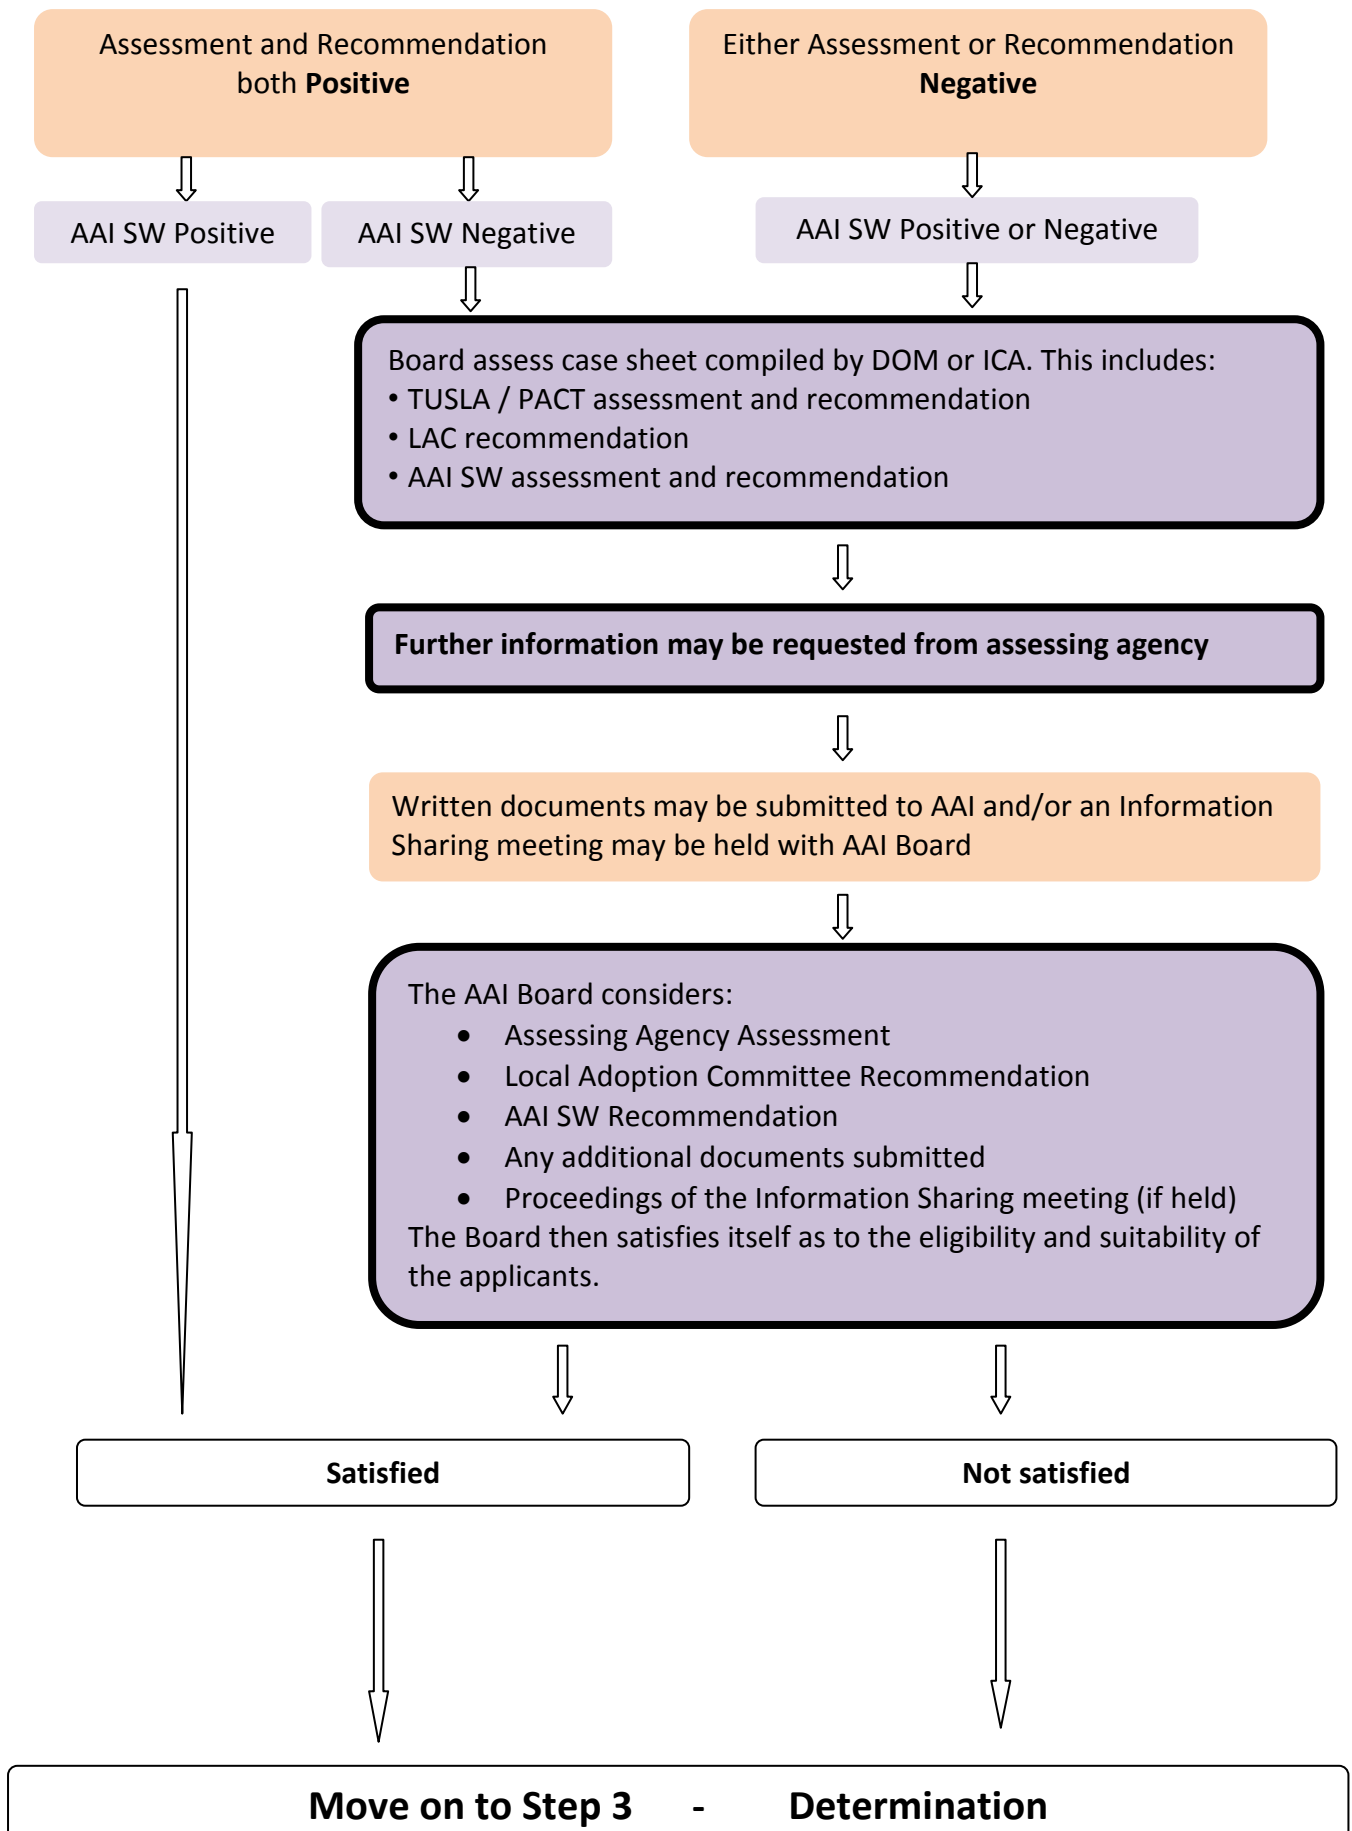 Assessment and Recommendation
both Positive
Either Assessment or Recommendation
Negative
AAI SW Positive
AAI SW Negative
AAI SW Positive or Negative
Board assess case sheet compiled by DOM or ICA. This includes:
• TUSLA / PACT assessment and recommendation
• LAC recommendation
• AAI SW assessment and recommendation
Further information may be requested from assessing agency
Written documents may be submitted to AAI and/or an Information
Sharing meeting may be held with AAI Board
The AAI Board considers:
• Assessing Agency Assessment
• Local Adoption Committee Recommendation
• AAI SW Recommendation
• Any additional documents submitted
• Proceedings of the Information Sharing meeting (if held)
The Board then satisfies itself as to the eligibility and suitability of
the applicants.
Satisfied
Not satisfied
Move on to Step 3 - Determination